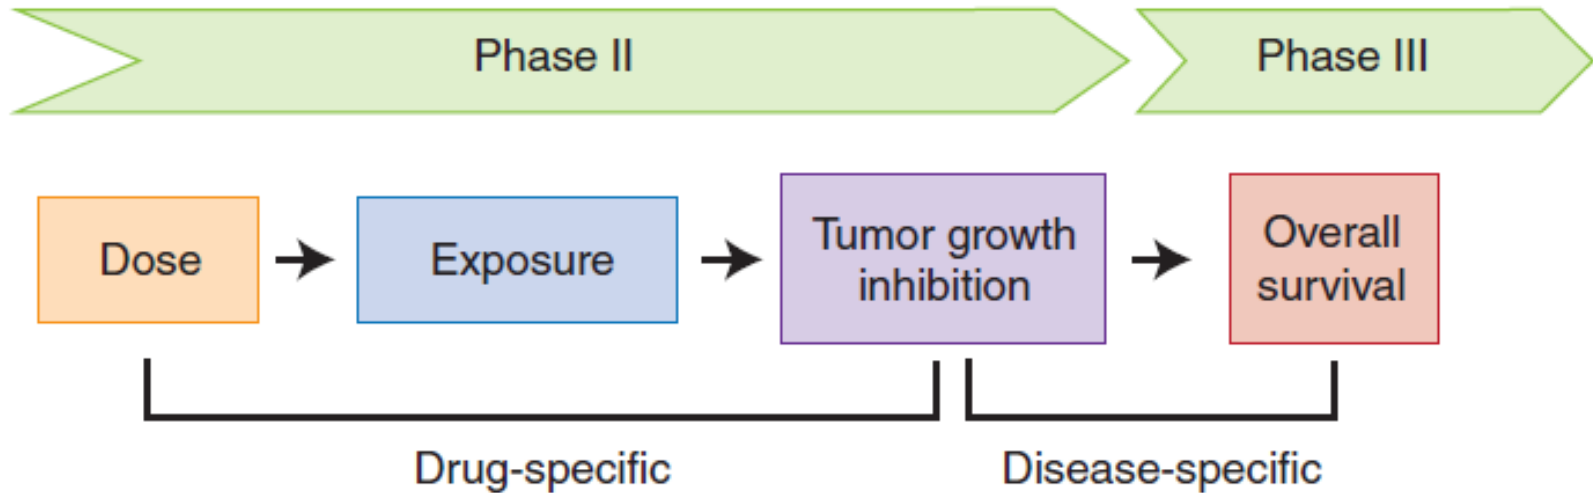 Phase II
Phase III
Dose
Exposure
Tumor growth
inhibition
Overall
survival
Drug-specific
Disease-specific